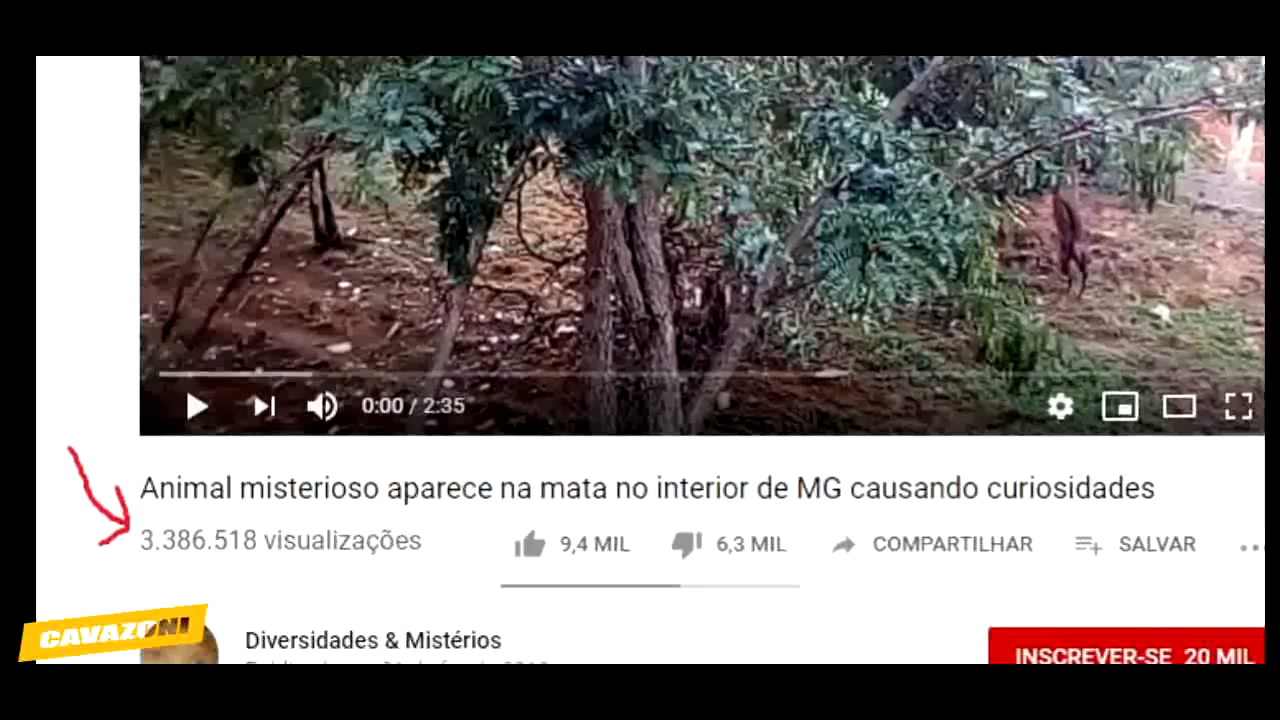 0:00 / 2:35
Animal misterioso aparece na mata no interior de MG causando curiosidades
3.386.518 visualizações
9,4 MIL
6,3 MIL
COMPARTILHAR
SALVAR
CAVAZONI
Diversidades & Mistérios
INSCREVER-SE 20 MIL